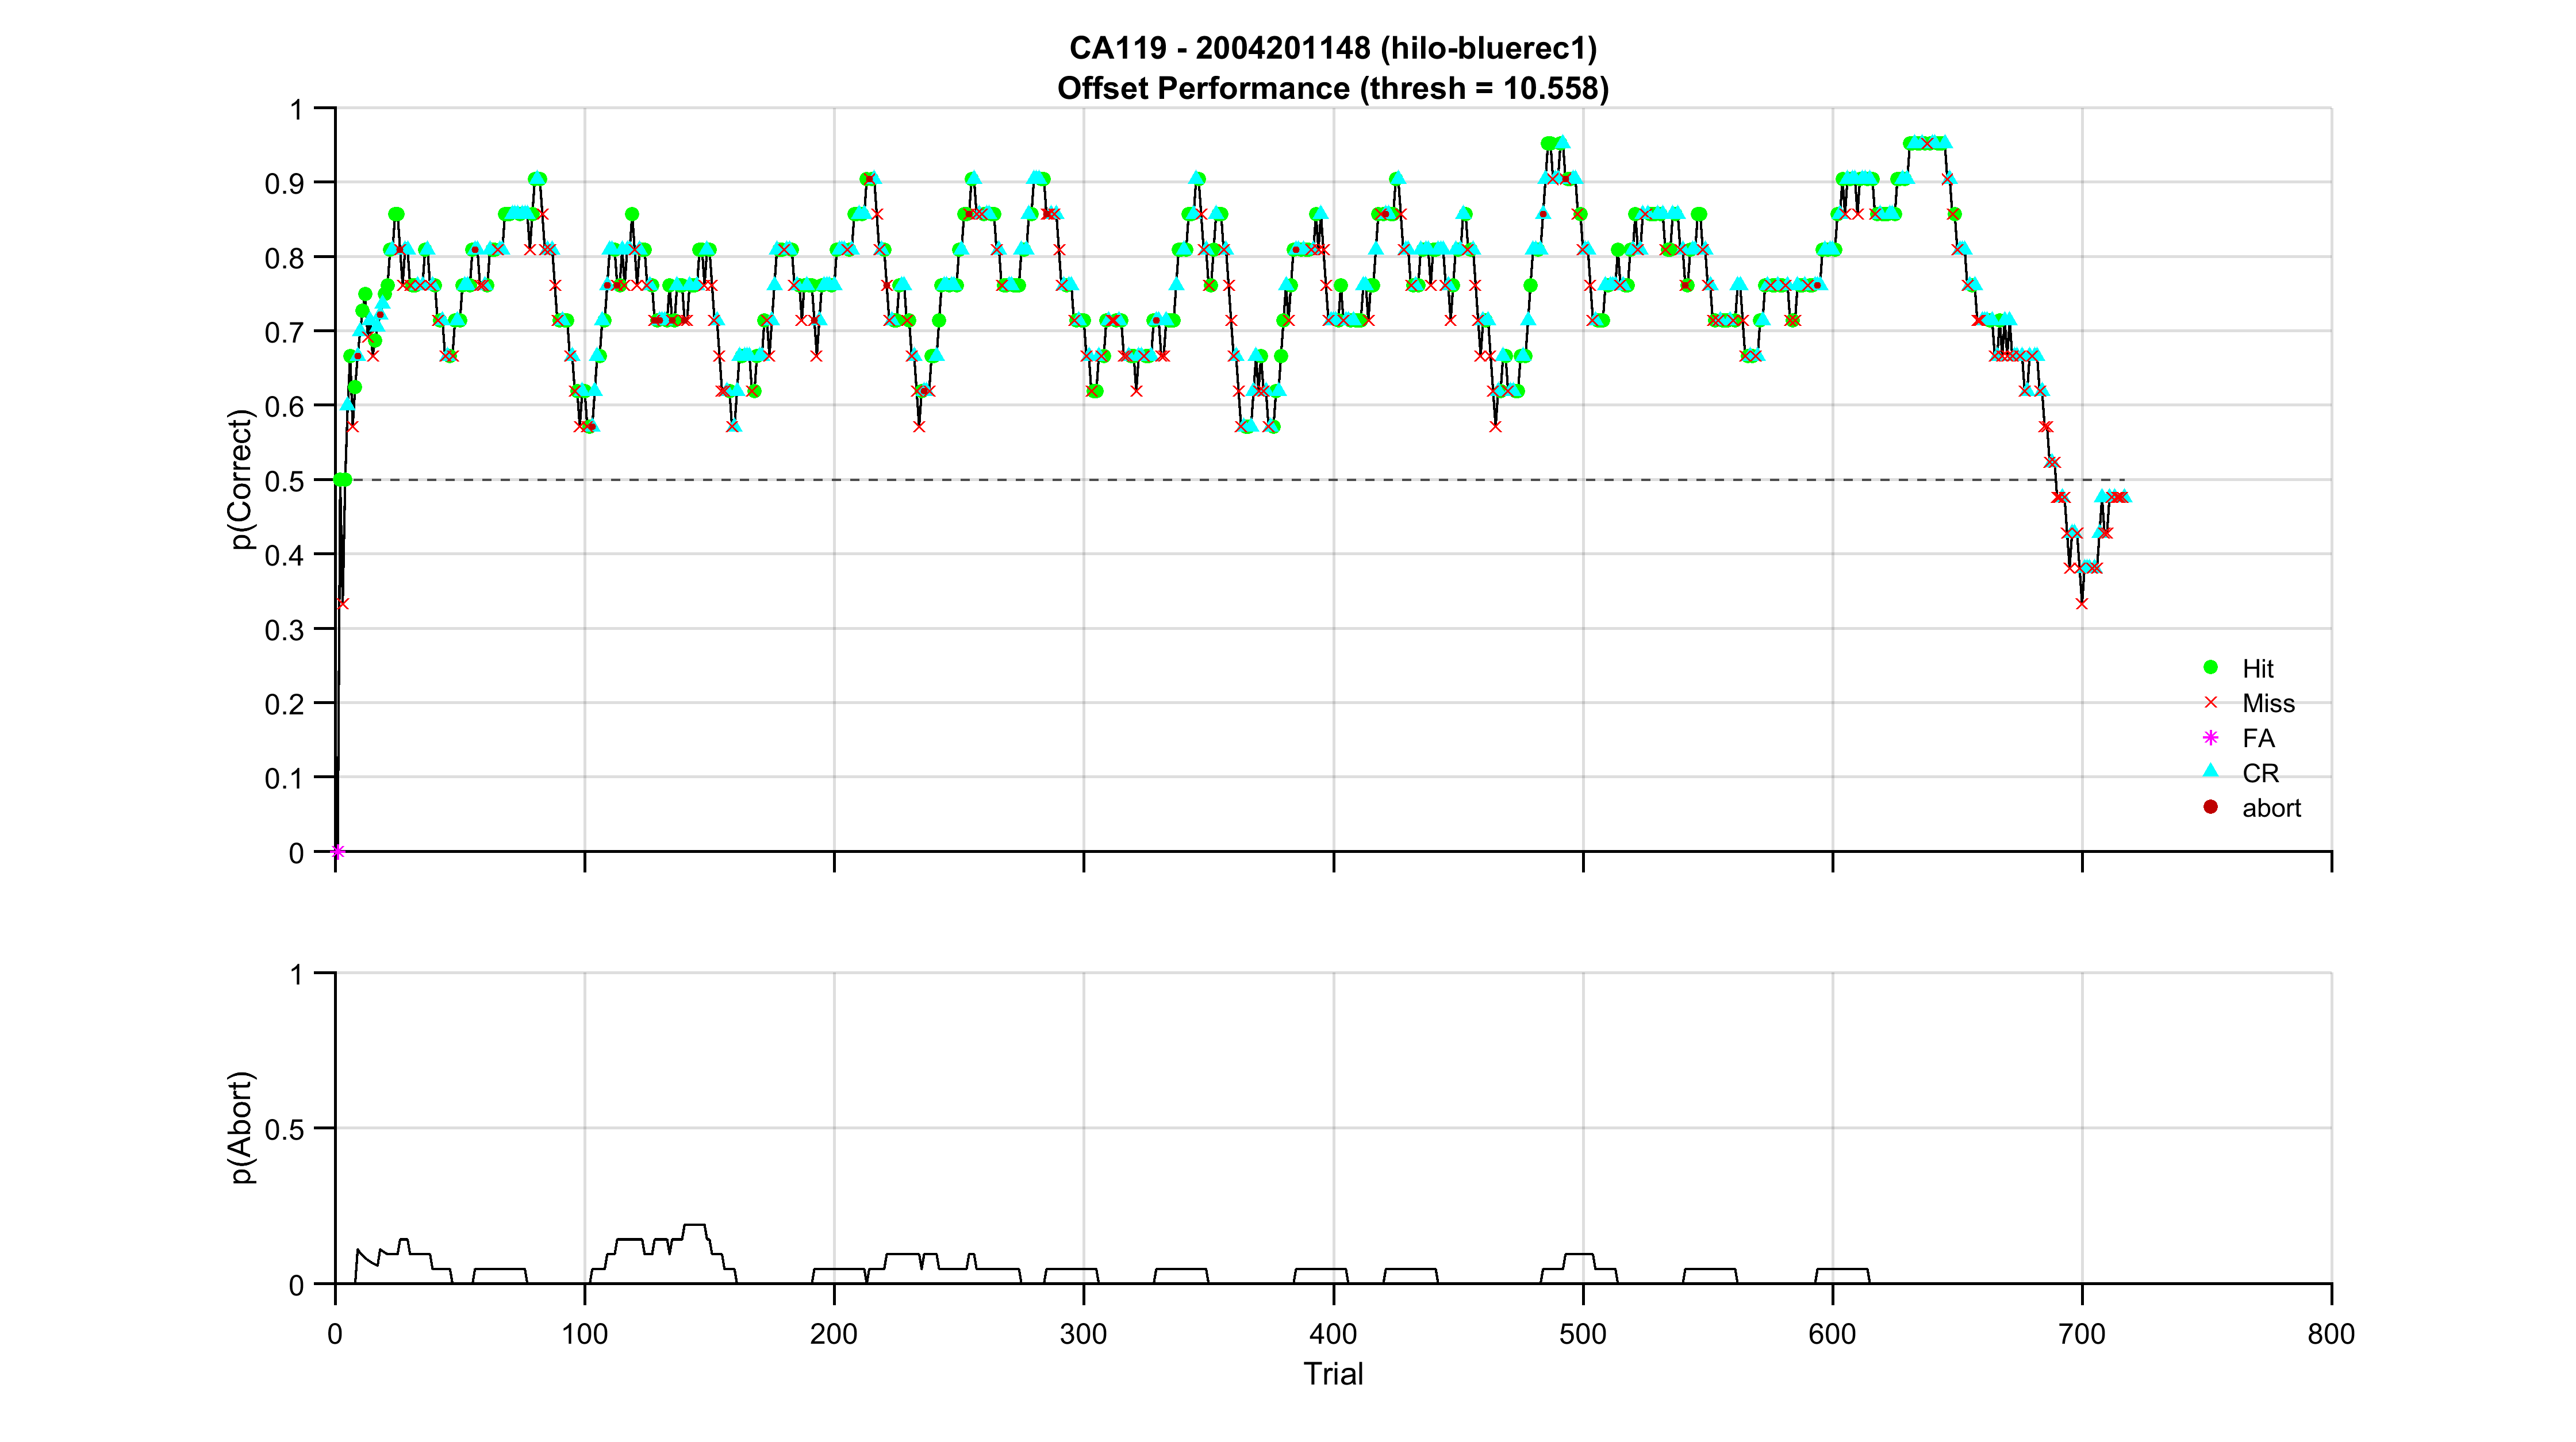 CA119 - 2004201148 (hilo-bluerec1)
Offset Performance (thresh = 10.558)
1
0.9
0.8
0.7
0.6
0.5
0.4
0.3
0.2
0.1
0
p(Correct)
Hit
Miss
FA
CR
abort
1
0.5
0
p(Abort)
0 100 200 300 400 500 600 700 800
Trial